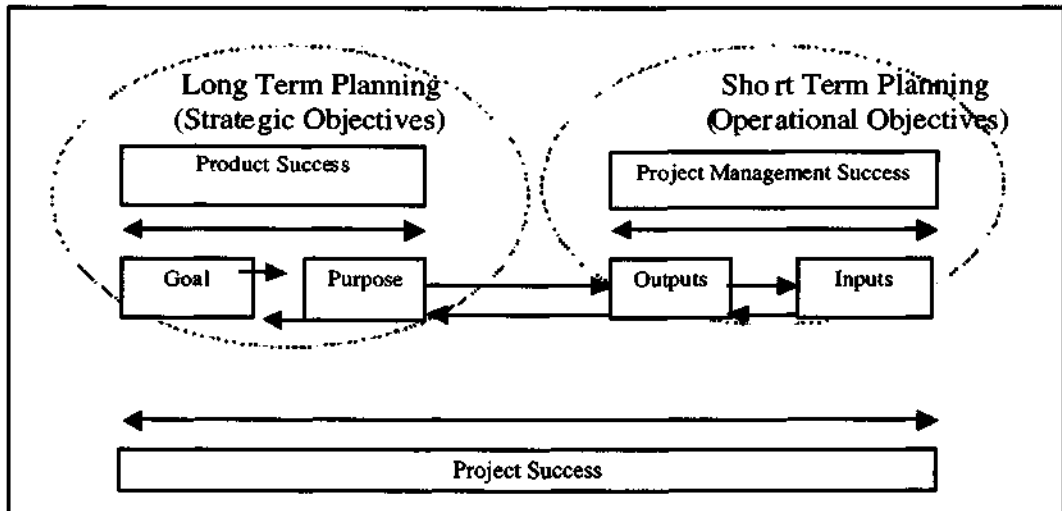 Long Term Planning
(Strategic Objectives)
Short Term Planning
(Operational Objectives)
Product Success
Project Management Success
Goal
Purpose
Outputs
Inputs
Project Success